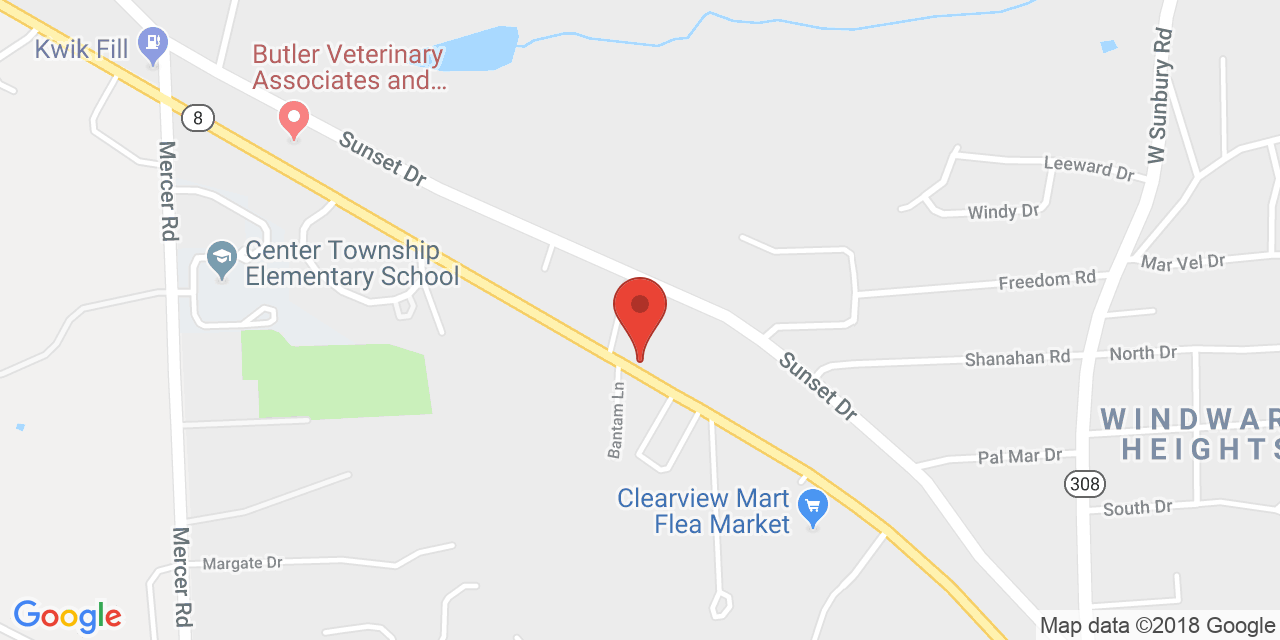 Kwik Fill
Butler Veterinary
Associates and...
8
Sunset Dr
Mercer Rd
W Sunbury Rd
Leeward Dr
Windy Dr
Center Township
Elementary School
Mar Vel Dr
Freedom Rd
Shanahan Rd
North Dr
Sunset Dr
Bantam Ln
WINDWAR
HEIGHTS
Pal Mar Dr
308
Clearview Mart
Flea Market
South Dr
Mercer Rd
Margate Dr
Google
Map data ©2018 Google